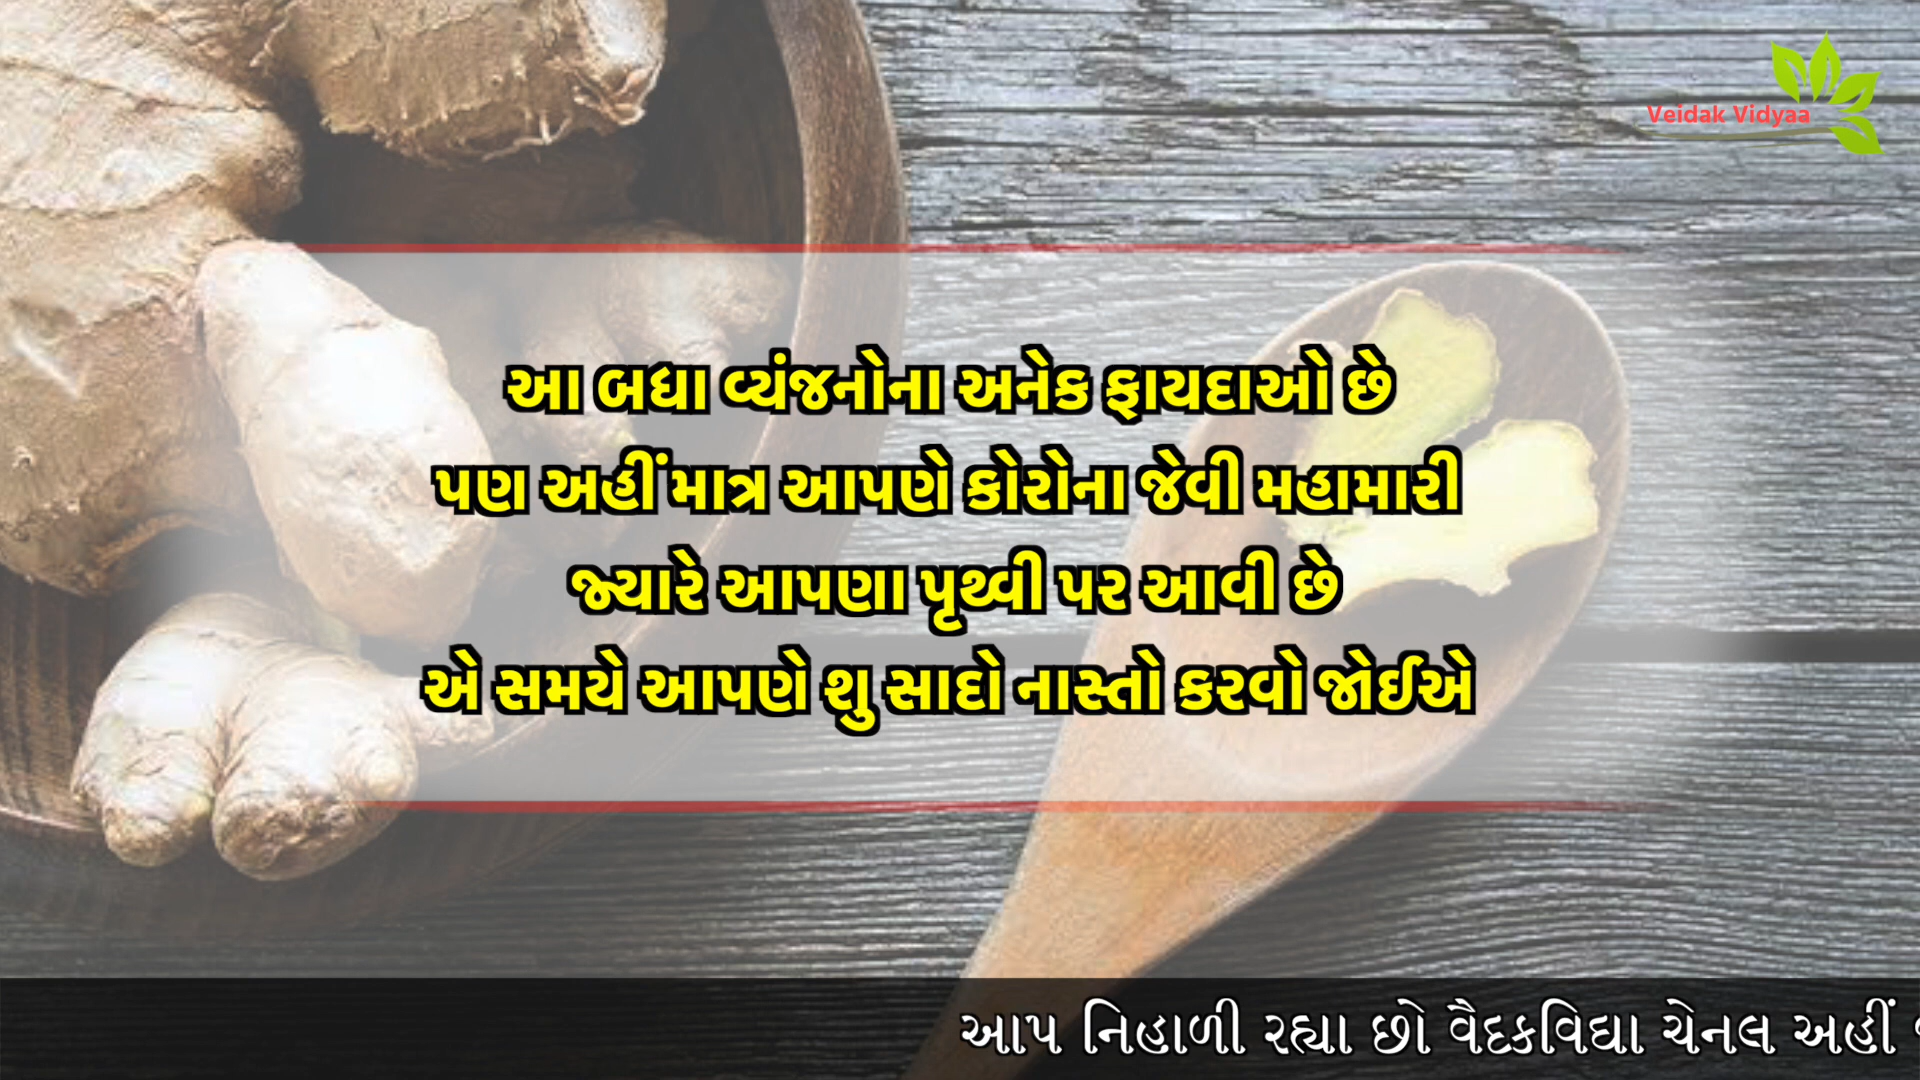 Veidak Vidyaa
આ બધા વ્યંજનોના અનેક ફાયદાઓ છે
પણ અહીં માત્ર આપણે કોરોના જેવી મહામારી
જ્યારે આપણા પૃથ્વી પર આવી છે
એ સમયે આપણે શુ સાદો નાસ્તો કરવો જોઈએ
આપ નિહાળી રહ્યા છો વૈદકવિદ્યા ચેનલ અહીં